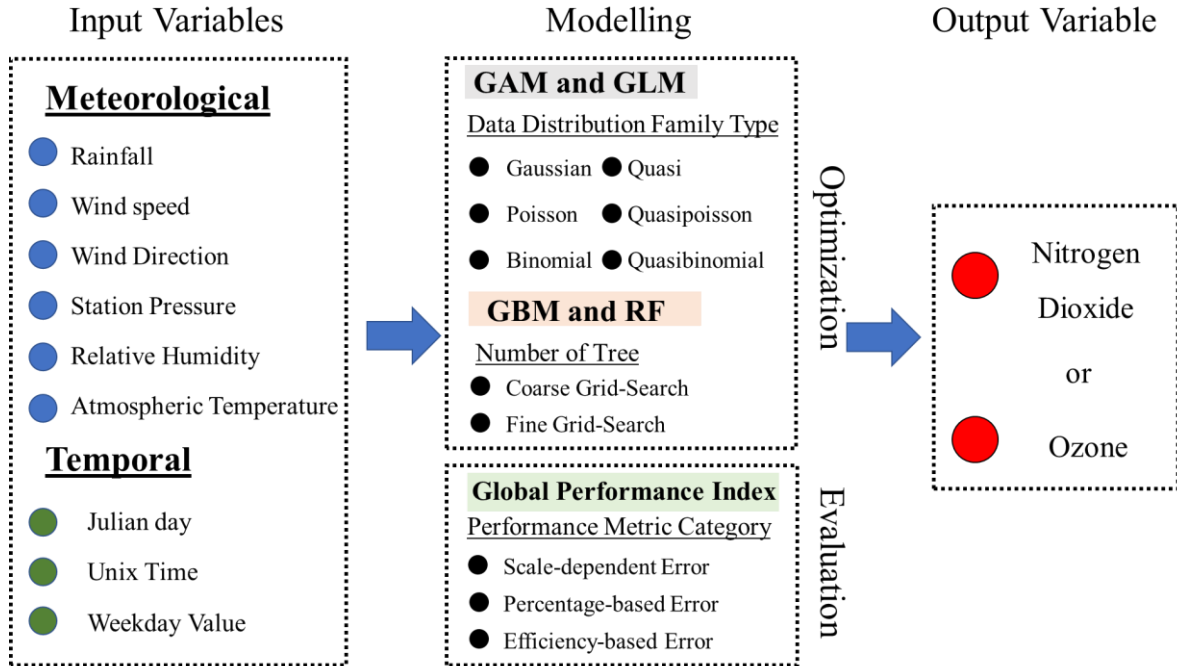 Input Variables
Meteorological
Rainfall
Wind speed
Wind Direction
Station Pressure
Relative Humidity
Atmospheric Temperature
Temporal
Julian day
Unix Time
Weekday Value
Modelling
GAM and GLM
Data Distribution Family Type
Gaussian Quasi
Poisson Quasipoisson
Binomial Quasibinomial
GBM and RF
Number of Tree
Coarse Grid-Search
Fine Grid-Search
Optimization
Global Performance Index
Performance Metric Category
Scale-dependent Error
Percentage-based Error
Efficiency-based Error
Evaluation
Output Variable
Nitrogen
Dioxide
or
Ozone